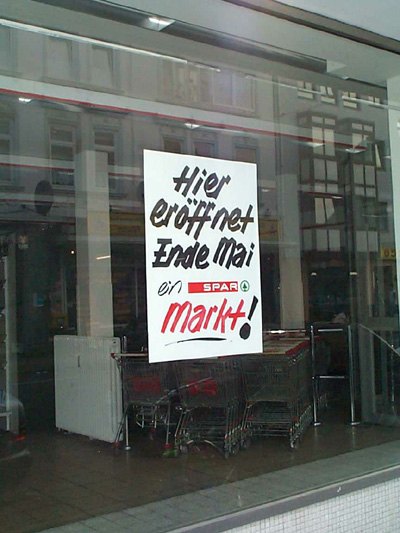 Hier
eröffnet
Ende Mai
ein SPAR
Markt!